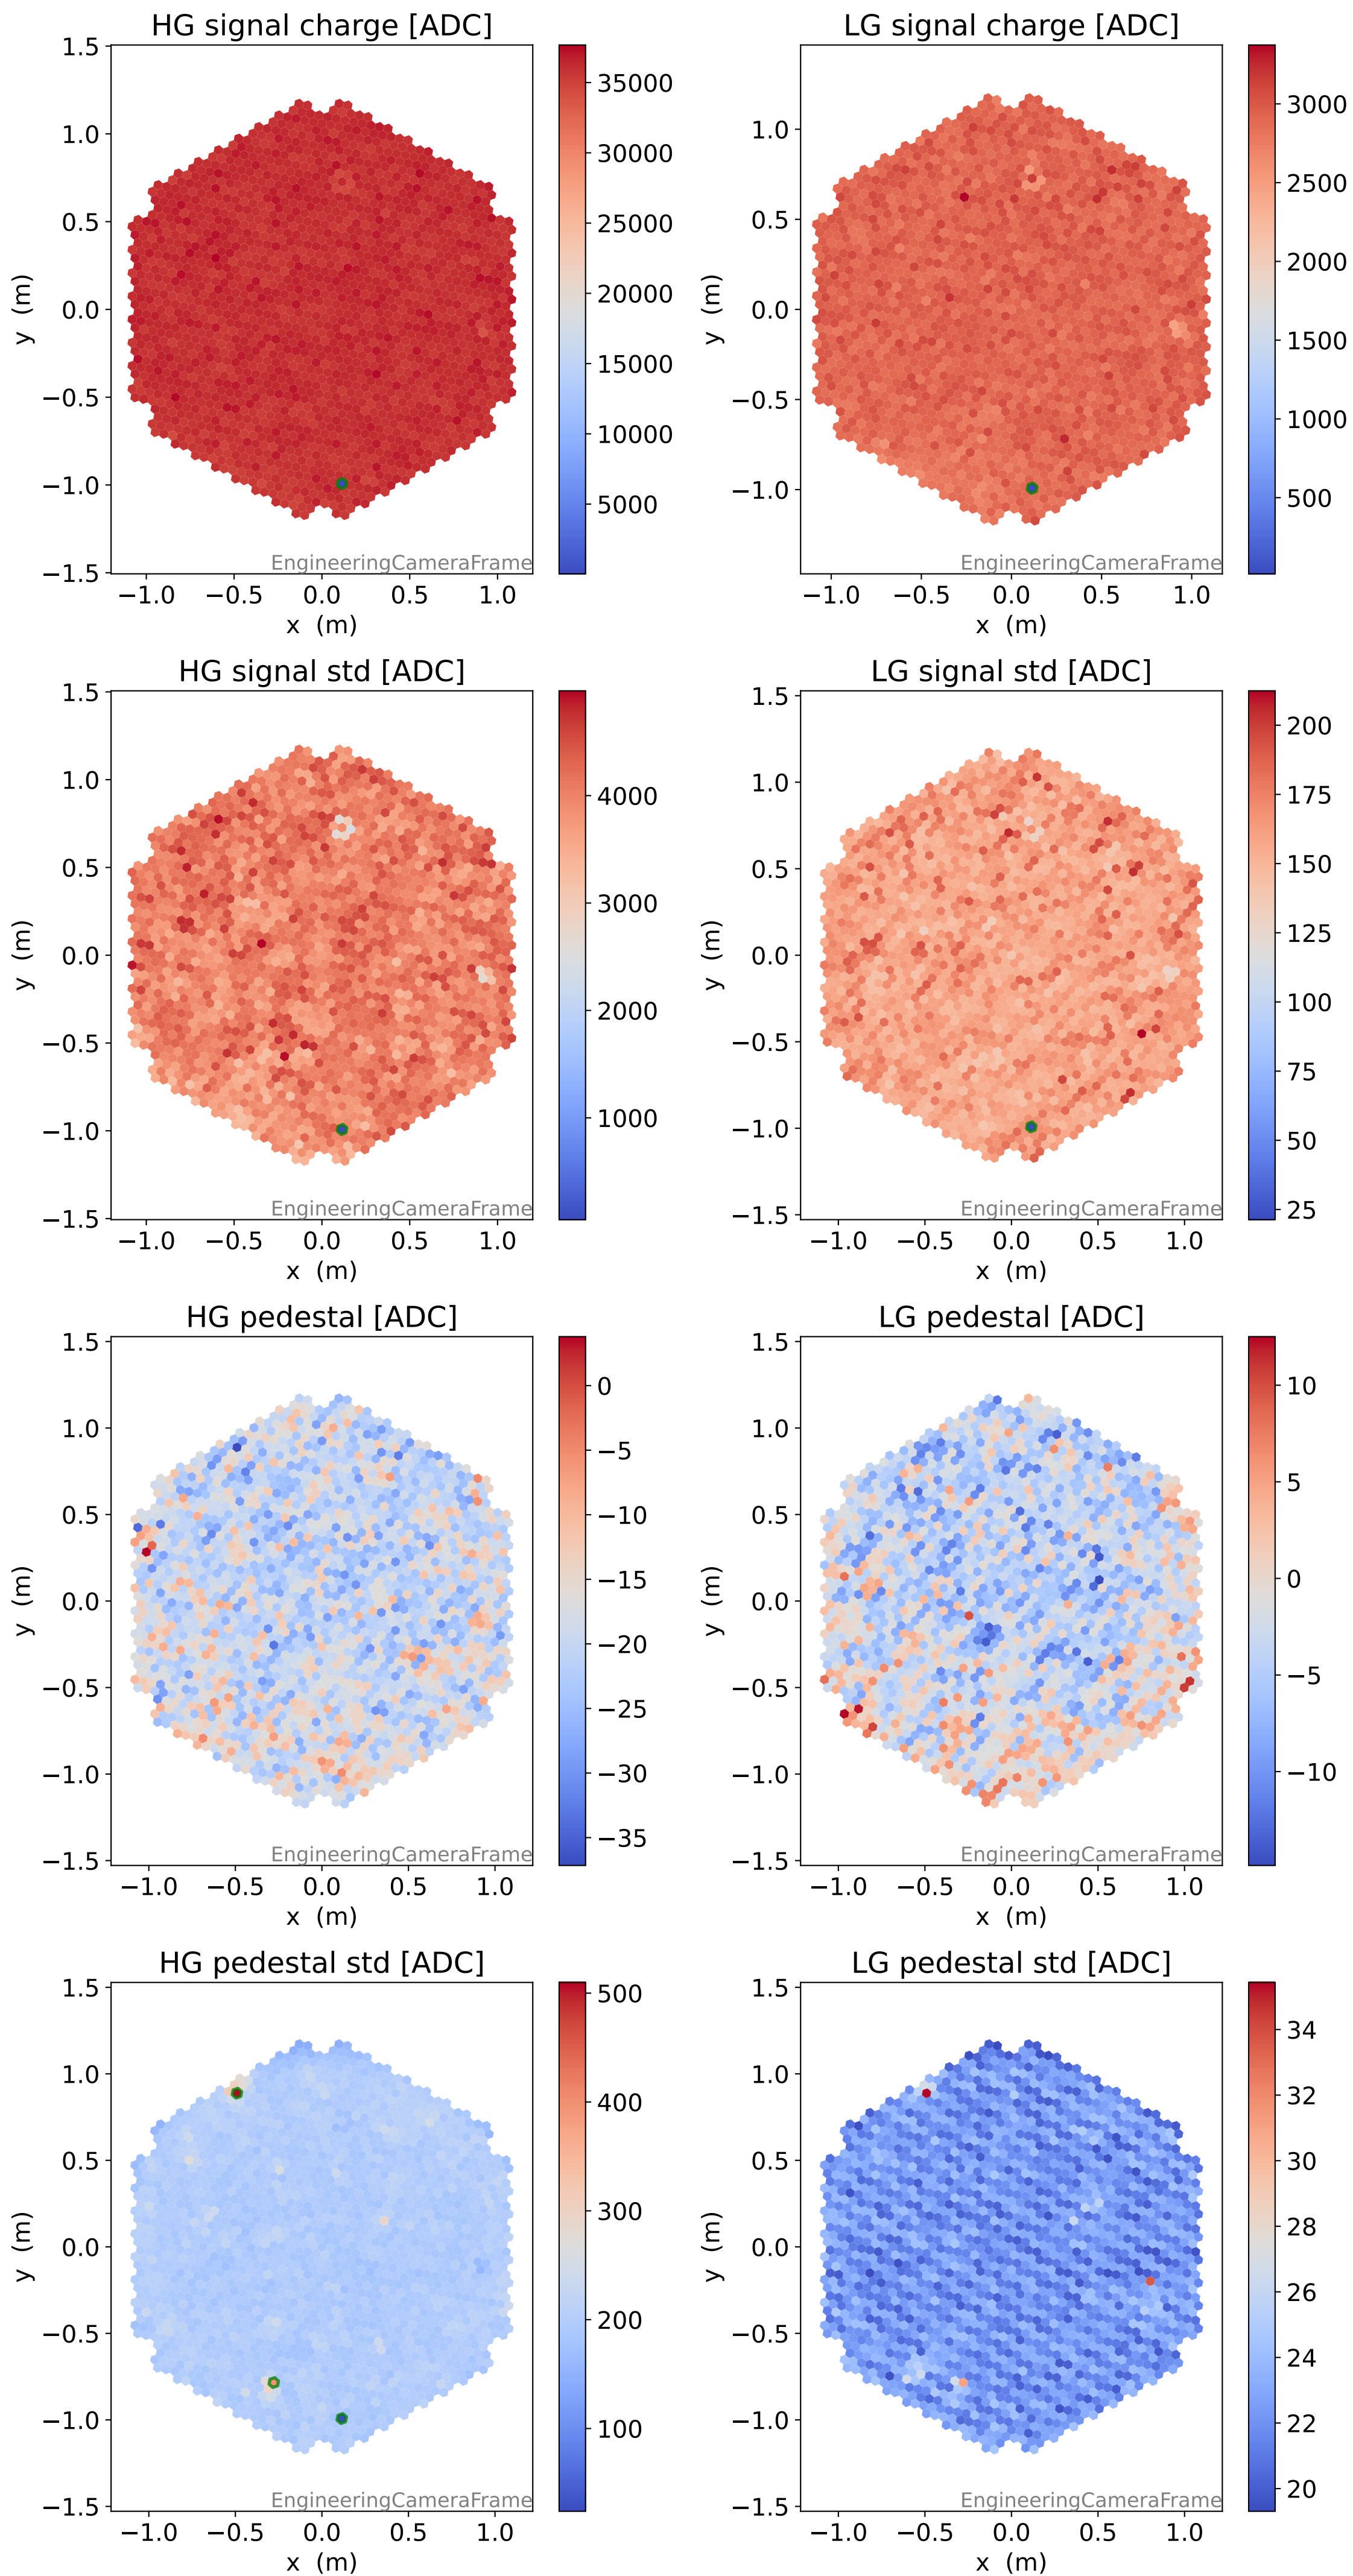 HG signal charge [ADC]
1.5
1.0
0.5
0.0
−0.5
−1.0
−1.5
y (m)
−1.0 −0.5 0.0 0.5 1.0
x (m)
EngineeringCameraFrame
35000
30000
25000
20000
15000
10000
5000
LG signal charge [ADC]
1.0
0.5
0.0
−0.5
−1.0
y (m)
−1.0 −0.5 0.0 0.5 1.0
x (m)
EngineeringCameraFrame
3000
2500
2000
1500
1000
500
HG signal std [ADC]
1.5
1.0
0.5
0.0
−0.5
−1.0
−1.5
y (m)
−1.0 −0.5 0.0 0.5 1.0
x (m)
EngineeringCameraFrame
4000
3000
2000
1000
LG signal std [ADC]
1.5
1.0
0.5
0.0
−0.5
−1.0
−1.5
y (m)
−1.0 −0.5 0.0 0.5 1.0
x (m)
EngineeringCameraFrame
200
175
150
125
100
75
50
25
HG pedestal [ADC]
1.5
1.0
0.5
0.0
−0.5
−1.0
−1.5
y (m)
−1.0 −0.5 0.0 0.5 1.0
x (m)
EngineeringCameraFrame
0
−5
−10
−15
−20
−25
−30
−35
LG pedestal [ADC]
1.5
1.0
0.5
0.0
−0.5
−1.0
−1.5
y (m)
−1.0 −0.5 0.0 0.5 1.0
x (m)
EngineeringCameraFrame
10
5
0
−5
−10
HG pedestal std [ADC]
1.5
1.0
0.5
0.0
−0.5
−1.0
−1.5
y (m)
−1.0 −0.5 0.0 0.5 1.0
x (m)
EngineeringCameraFrame
500
400
300
200
100
LG pedestal std [ADC]
1.5
1.0
0.5
0.0
−0.5
−1.0
−1.5
y (m)
−1.0 −0.5 0.0 0.5 1.0
x (m)
EngineeringCameraFrame
34
32
30
28
26
24
22
20